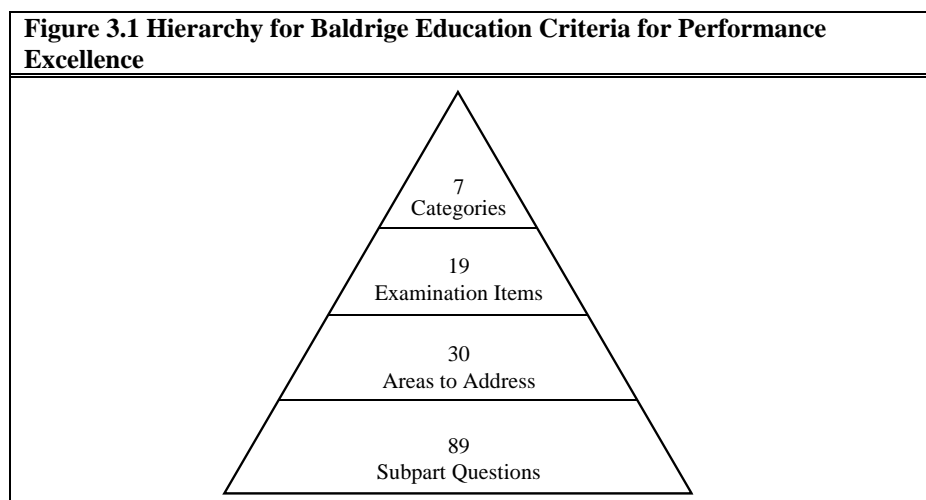 Figure 3.1 Hierarchy for Baldrige Education Criteria for Performance
Excellence
7
Categories
19
Examination Items
30
Areas to Address
89
Subpart Questions